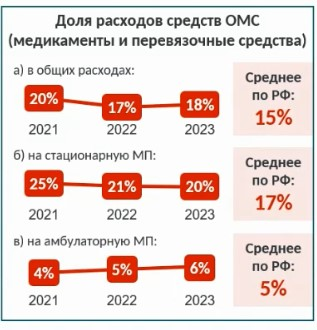 Доля расходов средств ОМС
(медикаменты и перевязочные средства)
а) в общих расходах:
20% 17% 18%
2021 2022 2023
Среднее
по РФ:
15%
б) на стационарную МП:
25% 21% 20%
2021 2022 2023
Среднее
по РФ:
17%
в) на амбулаторную МП:
4% 5% 6%
2021 2022 2023
Среднее
по РФ:
5%